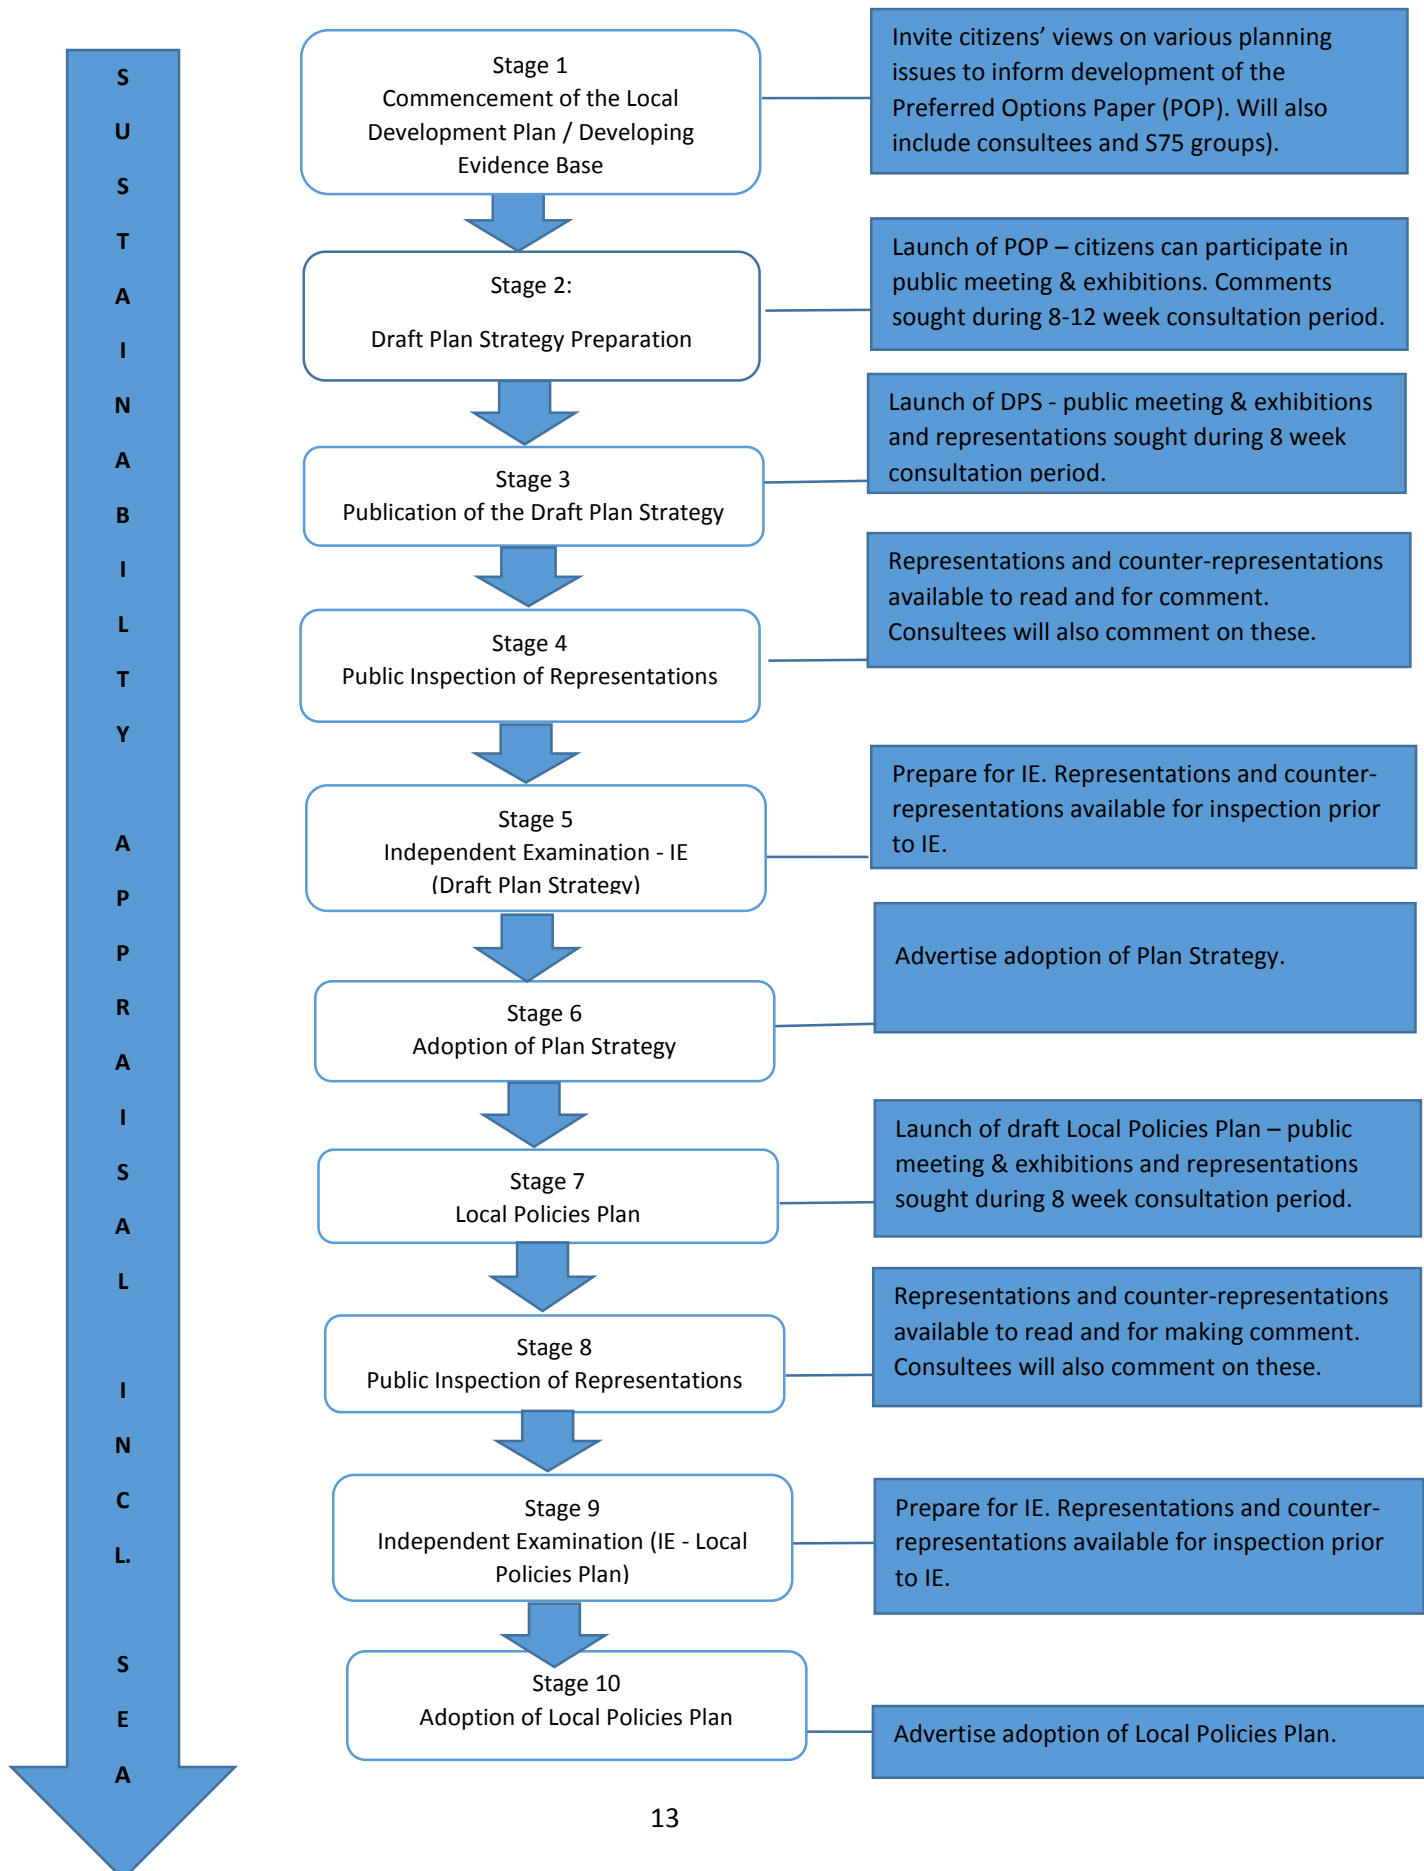 S
U
S
T
A
I
N
A
B
I
L
T
Y
A
P
P
R
A
I
S
A
L
I
N
C
L.
S
E
A
Stage 1
Commencement of the Local
Development Plan / Developing
Evidence Base
Invite citizens’ views on various planning
issues to inform development of the
Preferred Options Paper (POP). Will also
include consultees and S75 groups).
Stage 2:
Draft Plan Strategy Preparation
Launch of POP – citizens can participate in
public meeting & exhibitions. Comments
sought during 8-12 week consultation period.
Stage 3
Publication of the Draft Plan Strategy
Launch of DPS - public meeting & exhibitions
and representations sought during 8 week
consultation period.
Stage 4
Public Inspection of Representations
Representations and counter-representations
available to read and for comment.
Consultees will also comment on these.
Stage 5
Independent Examination - IE
(Draft Plan Strategy)
Prepare for IE. Representations and counter-
representations available for inspection prior
to IE.
Stage 6
Adoption of Plan Strategy
Advertise adoption of Plan Strategy.
Stage 7
Local Policies Plan
Launch of draft Local Policies Plan – public
meeting & exhibitions and representations
sought during 8 week consultation period.
Stage 8
Public Inspection of Representations
Representations and counter-representations
available to read and for making comment.
Consultees will also comment on these.
Stage 9
Independent Examination (IE - Local
Policies Plan)
Prepare for IE. Representations and counter-
representations available for inspection prior
to IE.
Stage 10
Adoption of Local Policies Plan
Advertise adoption of Local Policies Plan.
13